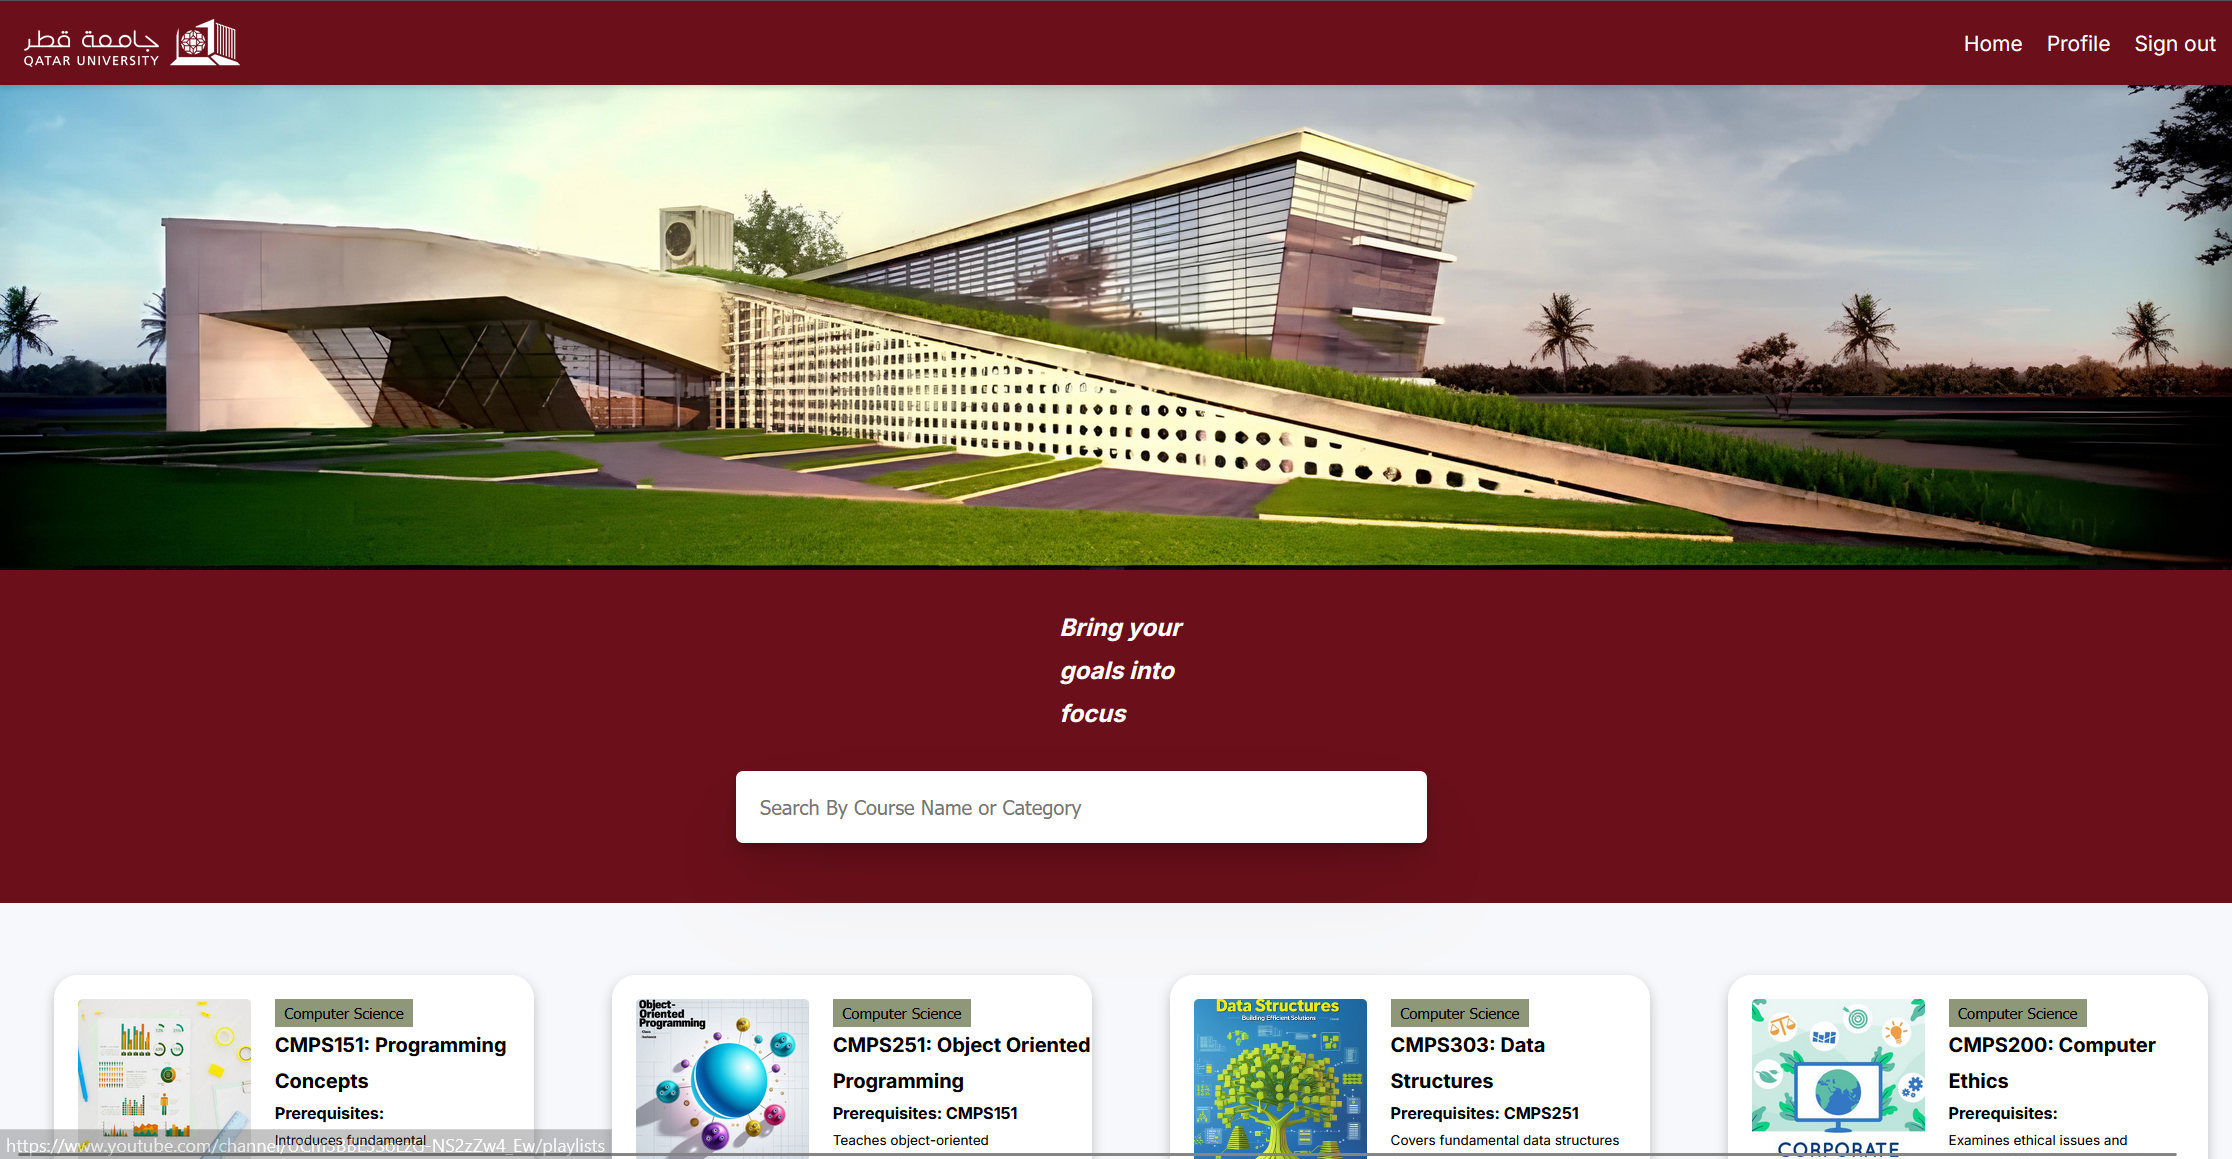 جامعة قطر
QATAR UNIVERSITY
Home Profile Sign out
Bring your
goals into
focus
Search By Course Name or Category
Computer Science
CMPS151: Programming
Concepts
Prerequisites:
Introduces fundamental
Object-
Oriented
Programming
Computer Science
CMPS251: Object Oriented
Programming
Prerequisites: CMPS151
Teaches object-oriented
Data Structures
Building Efficient Solutions
Computer Science
CMPS303: Data
Structures
Prerequisites: CMPS251
Covers fundamental data structures
CORPORATE
Computer Science
CMPS200: Computer
Ethics
Prerequisites:
Examines ethical issues and